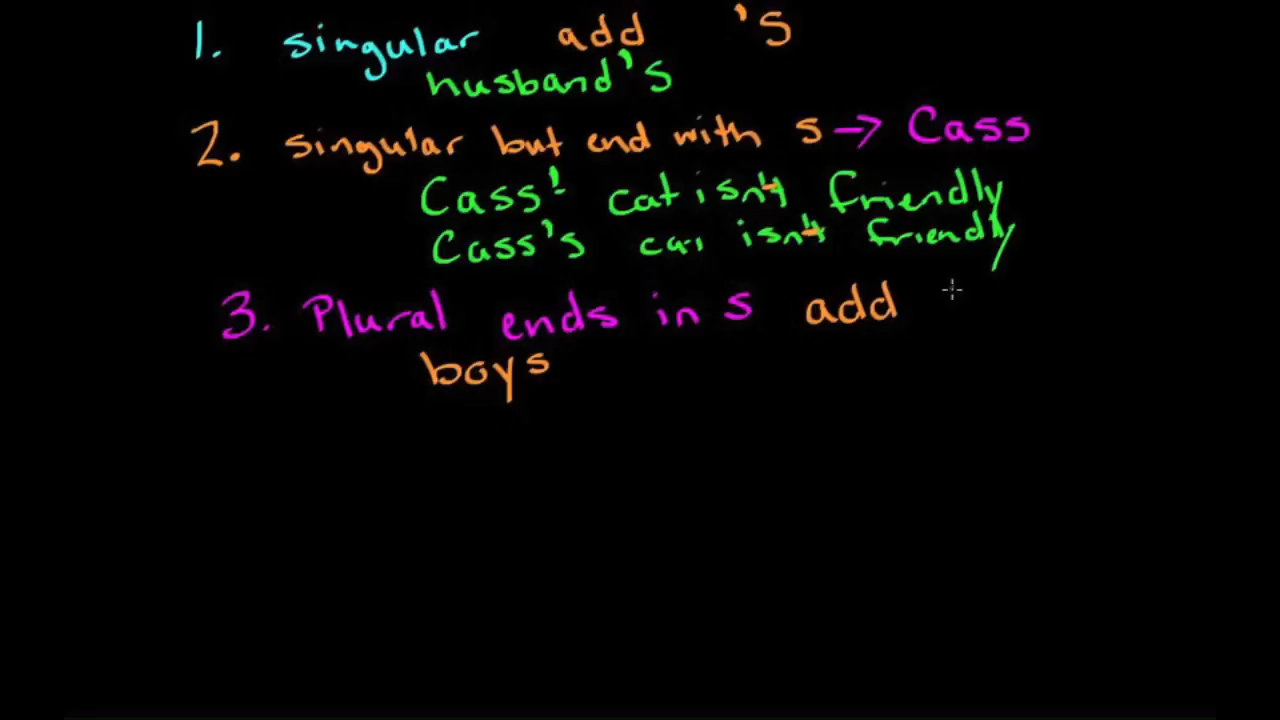 1. singular add 's
husband's
2. singular but end with s → Cass
Cass' cat isn't friendly
Cass's cat isn't friendly
3. Plural ends in s add
boys